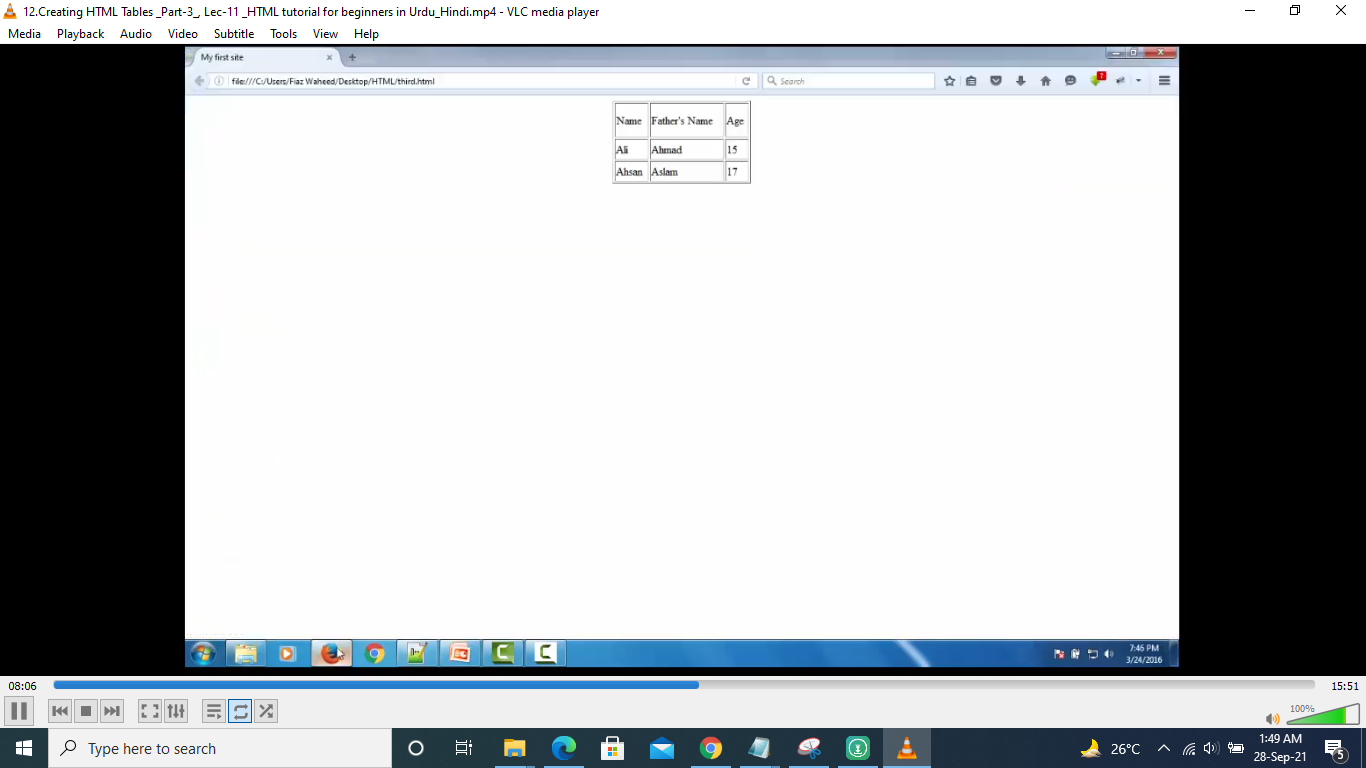 12.Creating HTML Tables _Part-3_, Lec-11 _HTML tutorial for beginners in Urdu_Hindi.mp4 - VLC media player
Media Playback Audio Video Subtitle Tools View Help
My first site
file:///C:/Users/Fiaz Waheed/Desktop/HTML/third.html
Search
Name Father's Name Age
Ali Ahmad 15
Ahsan Aslam 17
7:46 PM
3/24/2016
08:06
15:51
100%
Type here to search
26°C
1:49 AM
28-Sep-21
5